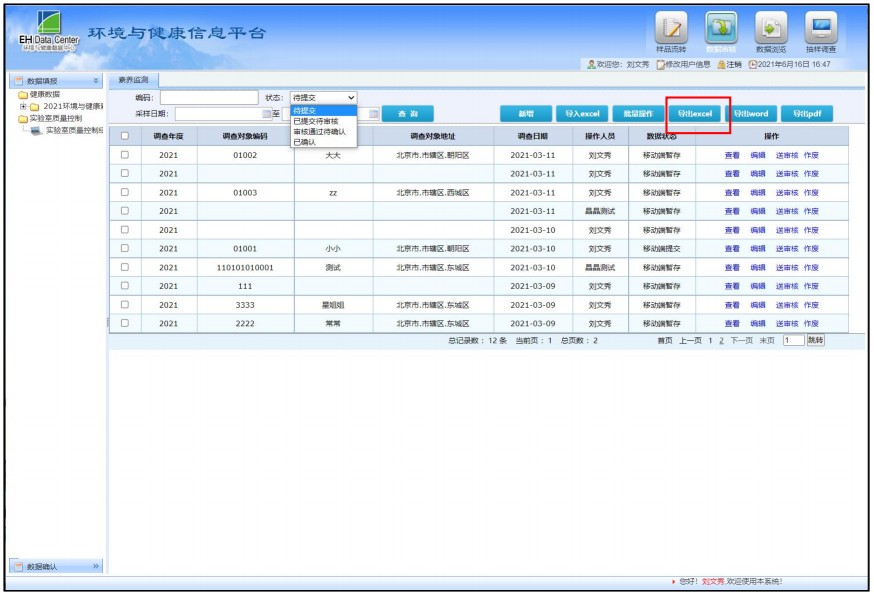 EH Data Center
环境与健康信息平台
样品流转 数据审核 数据浏览 抽样调查
欢迎您: 刘文秀 修改用户信息 注销 2021年6月16日 16:47
数据填报
健康数据
2021环境与健康
实验室质量控制
实验室质量控制
数据确认
素养监测
编码: 状态: 待提交
待提交
已提交待审核
审核通过待确认
已确认
采样日期: 至 查 询 新增 导入excel 批量操作 导出excel 导出word 导出pdf
调查年度 调查对象编码 调查对象地址 调查日期 操作人员 数据状态 操作
2021 01002 大大 北京市.市辖区.朝阳区 2021-03-11 刘文秀 移动端暂存 查看 编辑 送审核 作废
2021 2021-03-11 刘文秀 移动端暂存 查看 编辑 送审核 作废
2021 01003 zz 北京市.市辖区.西城区 2021-03-11 刘文秀 移动端暂存 查看 编辑 送审核 作废
2021 2021-03-11 晶晶测试 移动端暂存 查看 编辑 送审核 作废
2021 2021-03-10 刘文秀 移动端暂存 查看 编辑 送审核 作废
2021 01001 小小 北京市.市辖区.朝阳区 2021-03-10 刘文秀 移动端提交 查看 编辑 送审核 作废
2021 110101010001 测试 北京市.市辖区.东城区 2021-03-10 晶晶测试 移动端暂存 查看 编辑 送审核 作废
2021 111 2021-03-09 刘文秀 移动端暂存 查看 编辑 送审核 作废
2021 3333 星姐姐 北京市.市辖区.东城区 2021-03-09 刘文秀 移动端暂存 查看 编辑 送审核 作废
2021 2222 常常 北京市.市辖区.东城区 2021-03-09 刘文秀 移动端暂存 查看 编辑 送审核 作废
总记录数: 12 条 当前页: 1 总页数: 2 首页 上一页 1 2 下一页 末页 1 跳转
您好! 刘文秀,欢迎使用本系统!